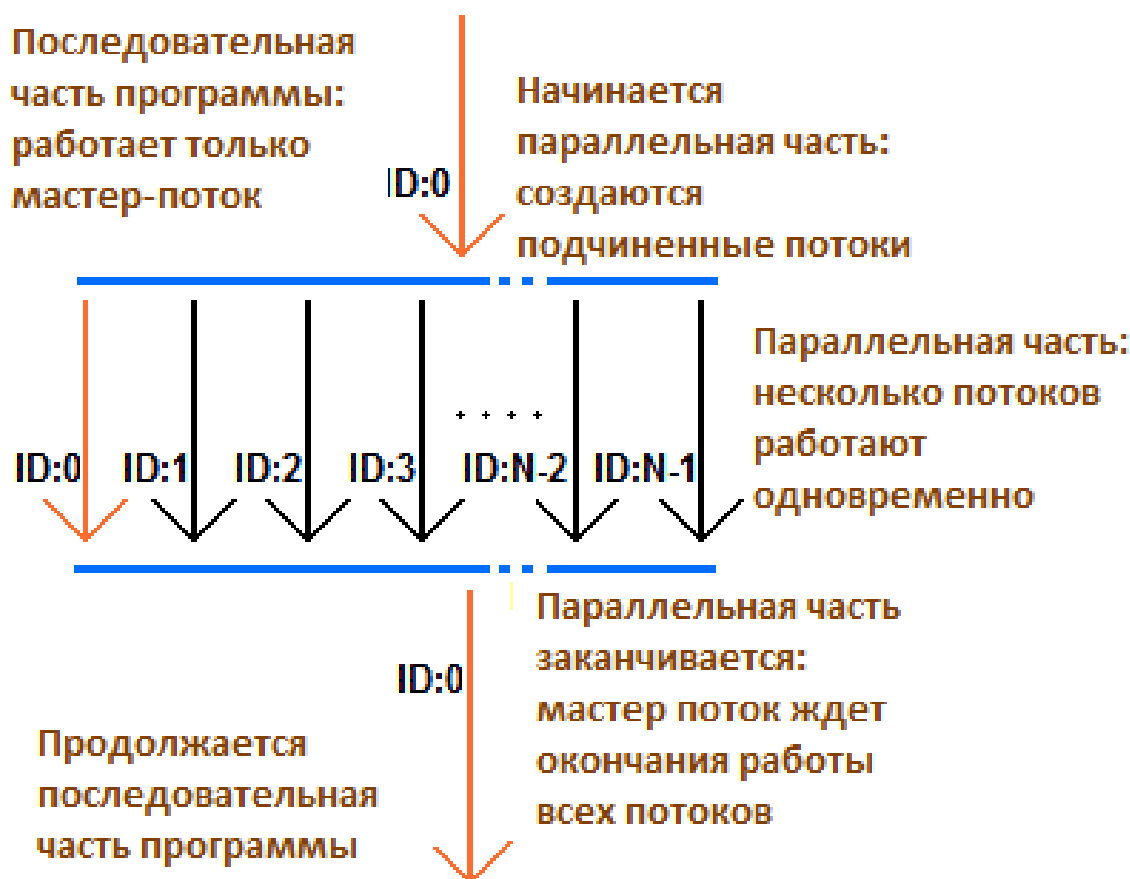 Последовательная
часть программы:
работает только
мастер-поток
ID:0
Начинается
параллельная часть:
создаются
подчиненные потоки
ID:0 ID:1 ID:2 ID:3 .... ID:N-2 ID:N-1
Параллельная часть:
несколько потоков
работают
одновременно
ID:0
Параллельная часть
заканчивается:
мастер поток ждет
окончания работы
всех потоков
Продолжается
последовательная
часть программы